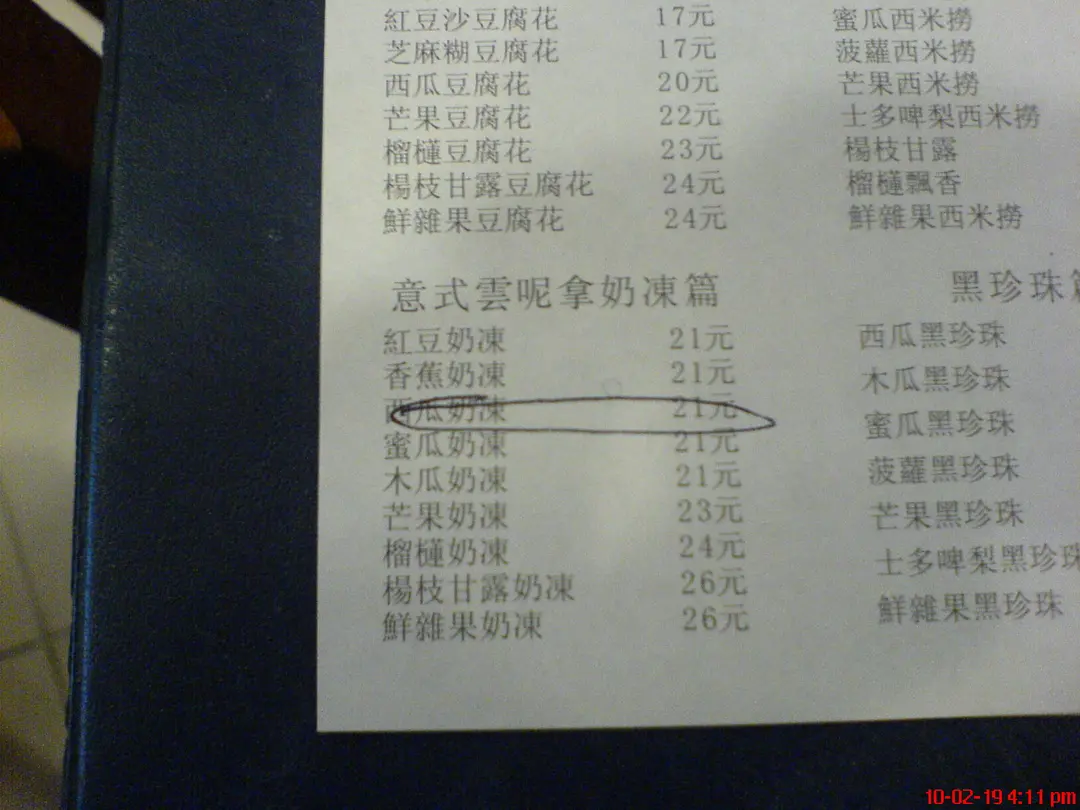 紅豆沙豆腐花 17元 蜜瓜西米撈
芝麻糊豆腐花 17元 菠蘿西米撈
西瓜豆腐花 20元 芒果西米撈
芒果豆腐花 22元 士多啤梨西米撈
榴槤豆腐花 23元 楊枝甘露
楊枝甘露豆腐花 24元 榴槤飄香
鮮雜果豆腐花 24元 鮮雜果西米撈
意式雲呢拿奶凍篇 黑珍珠篇
紅豆奶凍 21元 西瓜黑珍珠
香蕉奶凍 21元 木瓜黑珍珠
西瓜奶凍 21元 蜜瓜黑珍珠
蜜瓜奶凍 21元 菠蘿黑珍珠
木瓜奶凍 21元 芒果黑珍珠
芒果奶凍 23元 士多啤梨黑珍珠
榴槤奶凍 24元 鮮雜果黑珍珠
楊枝甘露奶凍 26元
鮮雜果奶凍 26元
10-02-19 4:11 pm